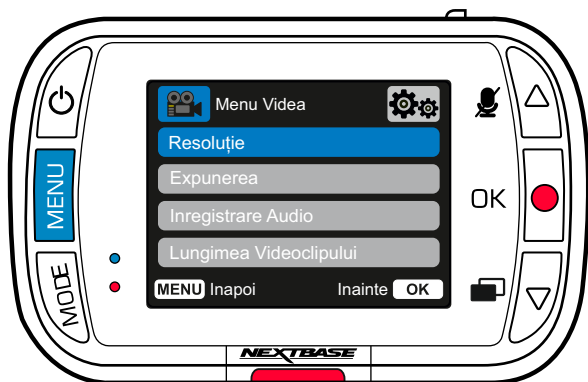 Menu Videa
Resoluție
Expunerea
Inregistrare Audio
Lungimea Videoclipului
MENU Inapoi Inainte OK
MENU
MODE
OK
NEXTBASE